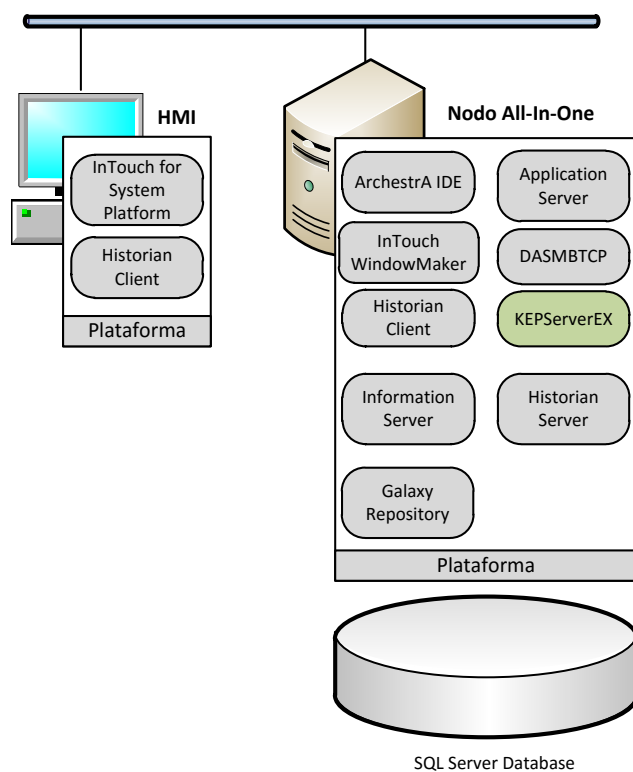 HMI
InTouch for
System
Platform
Historian
Client
Plataforma
Nodo All-In-One
ArchestrA IDE
Application
Server
InTouch
WindowMaker
DASMBTCP
Historian
Client
KEPServerEX
Information
Server
Historian
Server
Galaxy
Repository
Plataforma
SQL Server Database